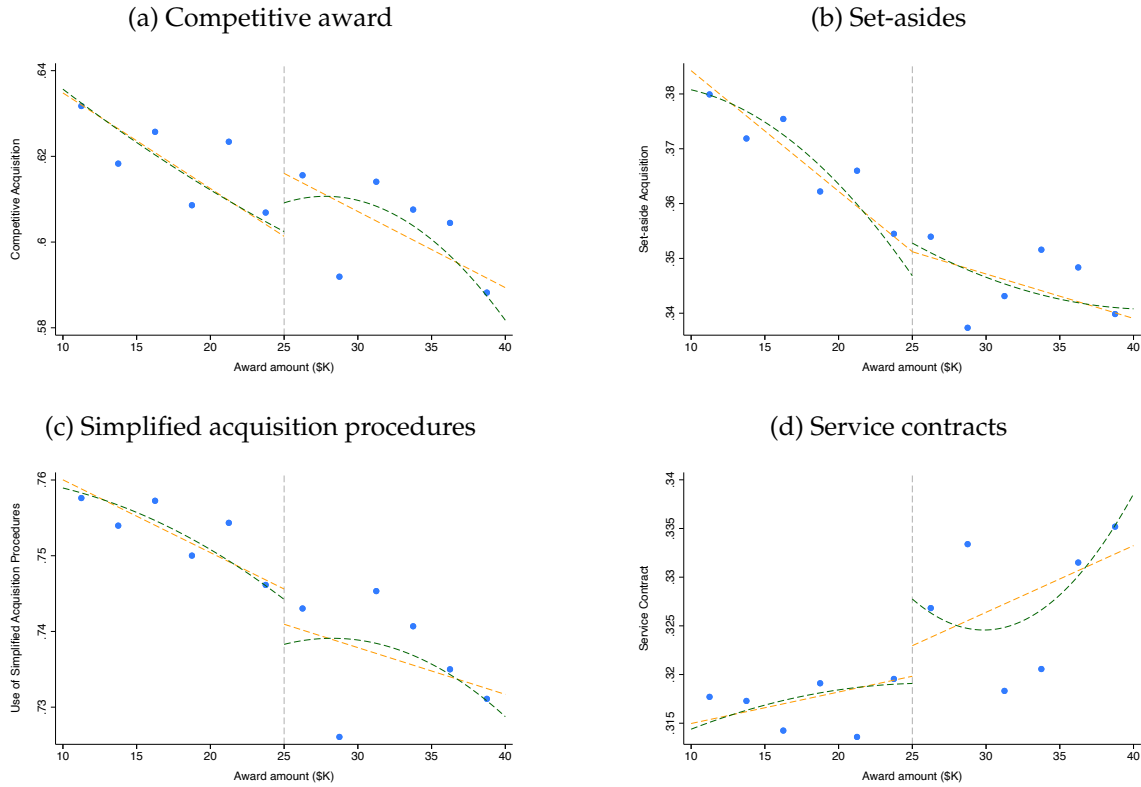 (a) Competitive award
Competitive Acquisition
.64
.62
.6
.58
10 15 20 25 30 35 40
Award amount ($K)
(b) Set-asides
Set-aside Acquisition
.38
.37
.36
.35
.34
10 15 20 25 30 35 40
Award amount ($K)
(c) Simplified acquisition procedures
Use of Simplified Acquisition Procedures
.76
.75
.74
.73
10 15 20 25 30 35 40
Award amount ($K)
(d) Service contracts
Service Contract
.34
.335
.33
.325
.32
.315
10 15 20 25 30 35 40
Award amount ($K)